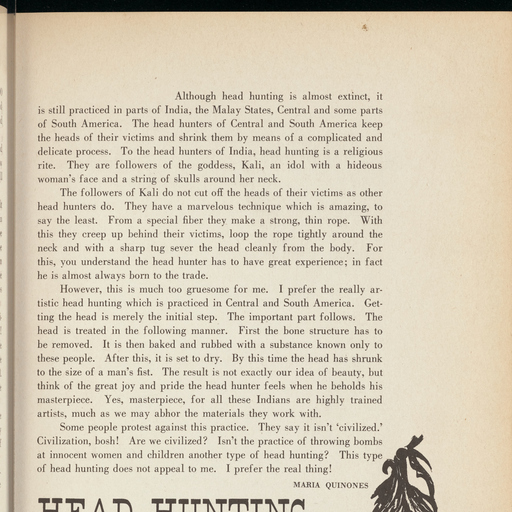 Although head hunting is almost extinct, it
is still practiced in parts of India, the Malay States, Central and some parts
of South America. The head hunters of Central and South America keep
the heads of their victims and shrink them by means of a complicated and
delicate process. To the head hunters of India, head hunting is a religious
rite. They are followers of the goddess, Kali, an idol with a hideous
woman's face and a string of skulls around her neck.
The followers of Kali do not cut off the heads of their victims as other
head hunters do. They have a marvelous technique which is amazing, to
say the least. From a special fiber they make a strong, thin rope. With
this they creep up behind their victims, loop the rope tightly around the
neck and with a sharp tug sever the head cleanly from the body. For
this, you understand the head hunter has to have great experience; in fact
he is almost always born to the trade.
However, this is much too gruesome for me. I prefer the really ar-
tistic head hunting which is practiced in Central and South America. Get-
ting the head is merely the initial step. The important part follows. The
head is treated in the following manner. First the bone structure has to
be removed. It is then baked and rubbed with a substance known only to
these people. After this, it is set to dry. By this time the head has shrunk
to the size of a man's fist. The result is not exactly our idea of beauty, but
think of the great joy and pride the head hunter feels when he beholds his
masterpiece. Yes, masterpiece, for all these Indians are highly trained
artists, much as we may abhor the materials they work with.
Some people protest against this practice. They say it isn't 'civilized.'
Civilization, bosh! Are we civilized? Isn't the practice of throwing bombs
at innocent women and children another type of head hunting? This type
of head hunting does not appeal to me. I prefer the real thing!
MARIA QUINONES
HEAD HUNTING